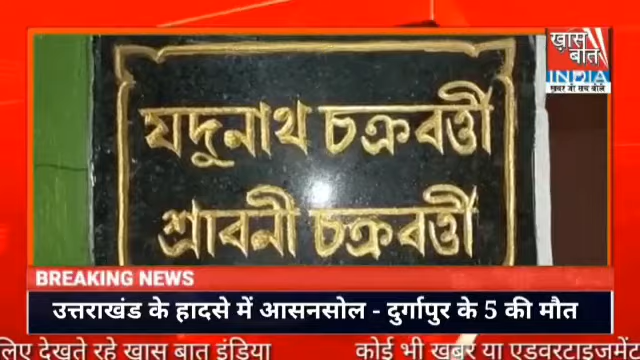 ख़ास
बात
INDIA
ख़बर जो सच बोले
যদুনাথ চক্রবর্ত্তী
শ্রাবনী চক্রবর্ত্তী
BREAKING NEWS
उत्तराखंड के हादसे में आसनसोल - दुर्गापुर के 5 की मौत
लिए देखते रहे खास बात इंडिया कोई भी खबर या एडवरटाइजमेंट